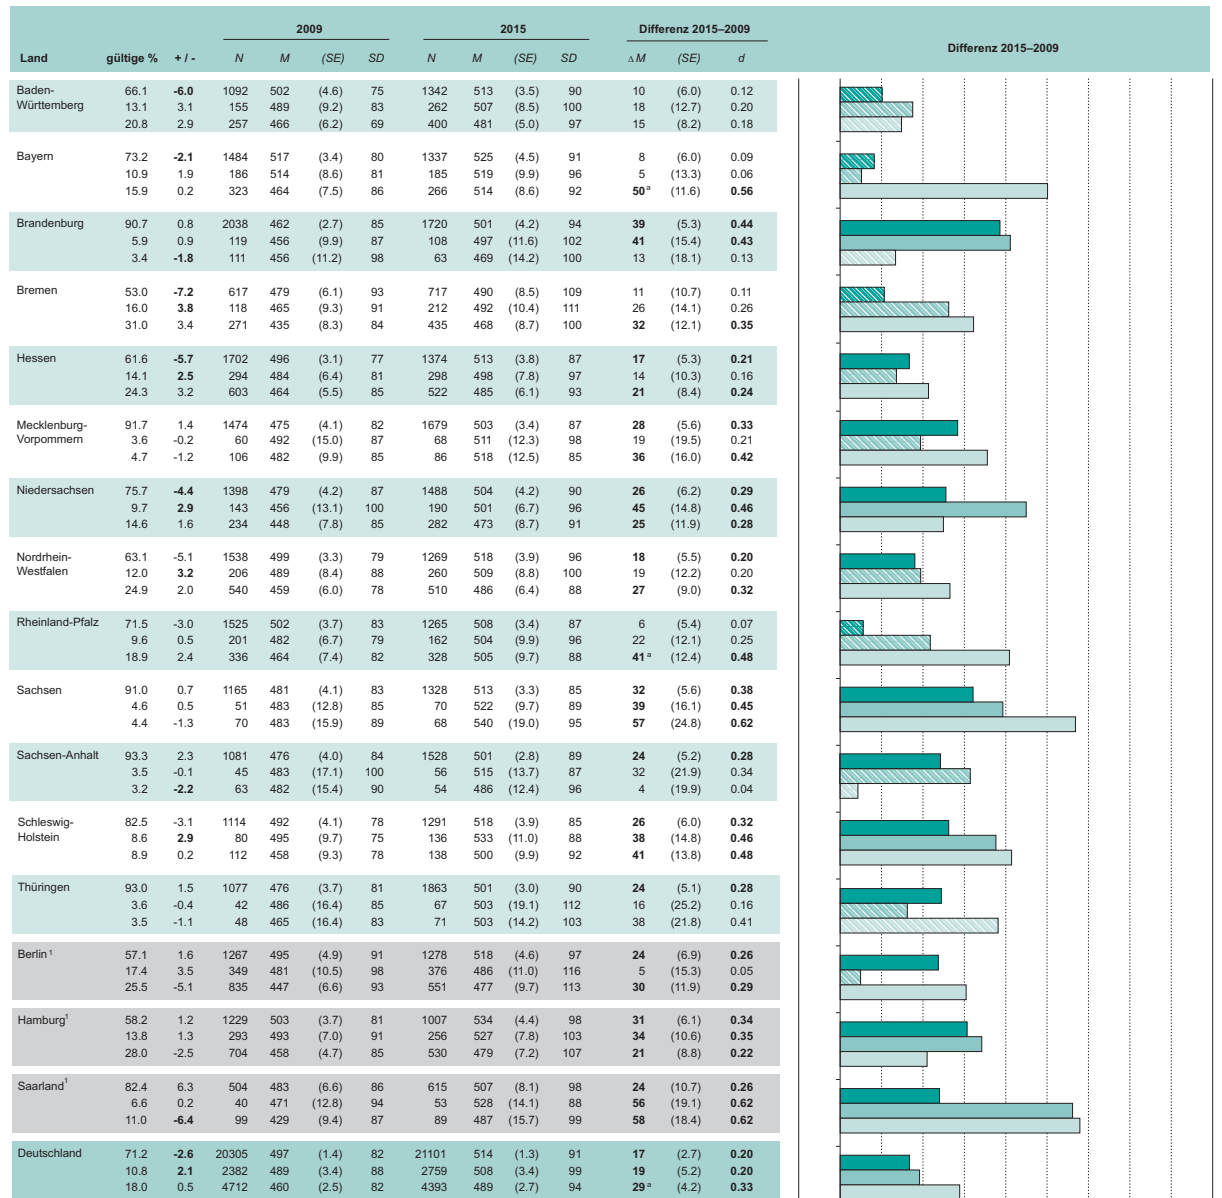 2009 2015 Differenz 2015–2009 Differenz 2015–2009
Land gültige % + / - N M (SE) SD N M (SE) SD Δ M (SE) d
Baden- 66.1 -6.0 1092 502 (4.6) 75 1342 513 (3.5) 90 10 (6.0) 0.12
Württemberg 13.1 3.1 155 489 (9.2) 83 262 507 (8.5) 100 18 (12.7) 0.20
20.8 2.9 257 466 (6.2) 69 400 481 (5.0) 97 15 (8.2) 0.18
Bayern 73.2 -2.1 1484 517 (3.4) 80 1337 525 (4.5) 91 8 (6.0) 0.09
10.9 1.9 186 514 (8.6) 81 185 519 (9.9) 96 5 (13.3) 0.06
15.9 0.2 323 464 (7.5) 86 266 514 (8.6) 92 50 a (11.6) 0.56
Brandenburg 90.7 0.8 2038 462 (2.7) 85 1720 501 (4.2) 94 39 (5.3) 0.44
5.9 0.9 119 456 (9.9) 87 108 497 (11.6) 102 41 (15.4) 0.43
3.4 -1.8 111 456 (11.2) 98 63 469 (14.2) 100 13 (18.1) 0.13
Bremen 53.0 -7.2 617 479 (6.1) 93 717 490 (8.5) 109 11 (10.7) 0.11
16.0 3.8 118 465 (9.3) 91 212 492 (10.4) 111 26 (14.1) 0.26
31.0 3.4 271 435 (8.3) 84 435 468 (8.7) 100 32 (12.1) 0.35
Hessen 61.6 -5.7 1702 496 (3.1) 77 1374 513 (3.8) 87 17 (5.3) 0.21
14.1 2.5 294 484 (6.4) 81 298 498 (7.8) 97 14 (10.3) 0.16
24.3 3.2 603 464 (5.5) 85 522 485 (6.1) 93 21 (8.4) 0.24
Mecklenburg- 91.7 1.4 1474 475 (4.1) 82 1679 503 (3.4) 87 28 (5.6) 0.33
Vorpommern 3.6 -0.2 60 492 (15.0) 87 68 511 (12.3) 98 19 (19.5) 0.21
4.7 -1.2 106 482 (9.9) 85 86 518 (12.5) 85 36 (16.0) 0.42
Niedersachsen 75.7 -4.4 1398 479 (4.2) 87 1488 504 (4.2) 90 26 (6.2) 0.29
9.7 2.9 143 456 (13.1) 100 190 501 (6.7) 96 45 (14.8) 0.46
14.6 1.6 234 448 (7.8) 85 282 473 (8.7) 91 25 (11.9) 0.28
Nordrhein- 63.1 -5.1 1538 499 (3.3) 79 1269 518 (3.9) 96 18 (5.5) 0.20
Westfalen 12.0 3.2 206 489 (8.4) 88 260 509 (8.8) 100 19 (12.2) 0.20
24.9 2.0 540 459 (6.0) 78 510 486 (6.4) 88 27 (9.0) 0.32
Rheinland-Pfalz 71.5 -3.0 1525 502 (3.7) 83 1265 508 (3.4) 87 6 (5.4) 0.07
9.6 0.5 201 482 (6.7) 79 162 504 (9.9) 96 22 (12.1) 0.25
18.9 2.4 336 464 (7.4) 82 328 505 (9.7) 88 41 a (12.4) 0.48
Sachsen 91.0 0.7 1165 481 (4.1) 83 1328 513 (3.3) 85 32 (5.6) 0.38
4.6 0.5 51 483 (12.8) 85 70 522 (9.7) 89 39 (16.1) 0.45
4.4 -1.3 70 483 (15.9) 89 68 540 (19.0) 95 57 (24.8) 0.62
Sachsen-Anhalt 93.3 2.3 1081 476 (4.0) 84 1528 501 (2.8) 89 24 (5.2) 0.28
3.5 -0.1 45 483 (17.1) 100 56 515 (13.7) 87 32 (21.9) 0.34
3.2 -2.2 63 482 (15.4) 90 54 486 (12.4) 96 4 (19.9) 0.04
Schleswig- 82.5 -3.1 1114 492 (4.1) 78 1291 518 (3.9) 85 26 (6.0) 0.32
Holstein 8.6 2.9 80 495 (9.7) 75 136 533 (11.0) 88 38 (14.8) 0.46
8.9 0.2 112 458 (9.3) 78 138 500 (9.9) 92 41 (13.8) 0.48
Thüringen 93.0 1.5 1077 476 (3.7) 81 1863 501 (3.0) 90 24 (5.1) 0.28
3.6 -0.4 42 486 (16.4) 85 67 503 (19.1) 112 16 (25.2) 0.16
3.5 -1.1 48 465 (16.4) 83 71 503 (14.2) 103 38 (21.8) 0.41
Berlin ¹ 57.1 1.6 1267 495 (4.9) 91 1278 518 (4.6) 97 24 (6.9) 0.26
17.4 3.5 349 481 (10.5) 98 376 486 (11.0) 116 5 (15.3) 0.05
25.5 -5.1 835 447 (6.6) 93 551 477 (9.7) 113 30 (11.9) 0.29
Hamburg¹ 58.2 1.2 1229 503 (3.7) 81 1007 534 (4.4) 98 31 (6.1) 0.34
13.8 1.3 293 493 (7.0) 91 256 527 (7.8) 103 34 (10.6) 0.35
28.0 -2.5 704 458 (4.7) 85 530 479 (7.2) 107 21 (8.8) 0.22
Saarland¹ 82.4 6.3 504 483 (6.6) 86 615 507 (8.1) 98 24 (10.7) 0.26
6.6 0.2 40 471 (12.8) 94 53 528 (14.1) 88 56 (19.1) 0.62
11.0 -6.4 99 429 (9.4) 87 89 487 (15.7) 99 58 (18.4) 0.62
Deutschland 71.2 -2.6 20305 497 (1.4) 82 21101 514 (1.3) 91 17 (2.7) 0.20
10.8 2.1 2382 489 (3.4) 88 2759 508 (3.4) 99 19 (5.2) 0.20
18.0 0.5 4712 460 (2.5) 82 4393 489 (2.7) 94 29 a (4.2) 0.33